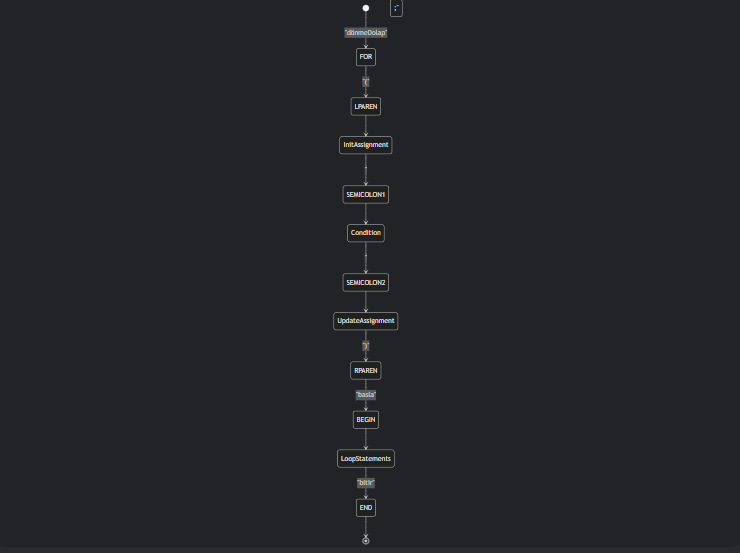 ;"
"dönmeDolap"
FOR
"("
LPAREN
InitAssignment
SEMICOLON1
Condition
SEMICOLON2
UpdateAssignment
")"
RPAREN
"basla"
BEGIN
LoopStatements
"bitir"
END